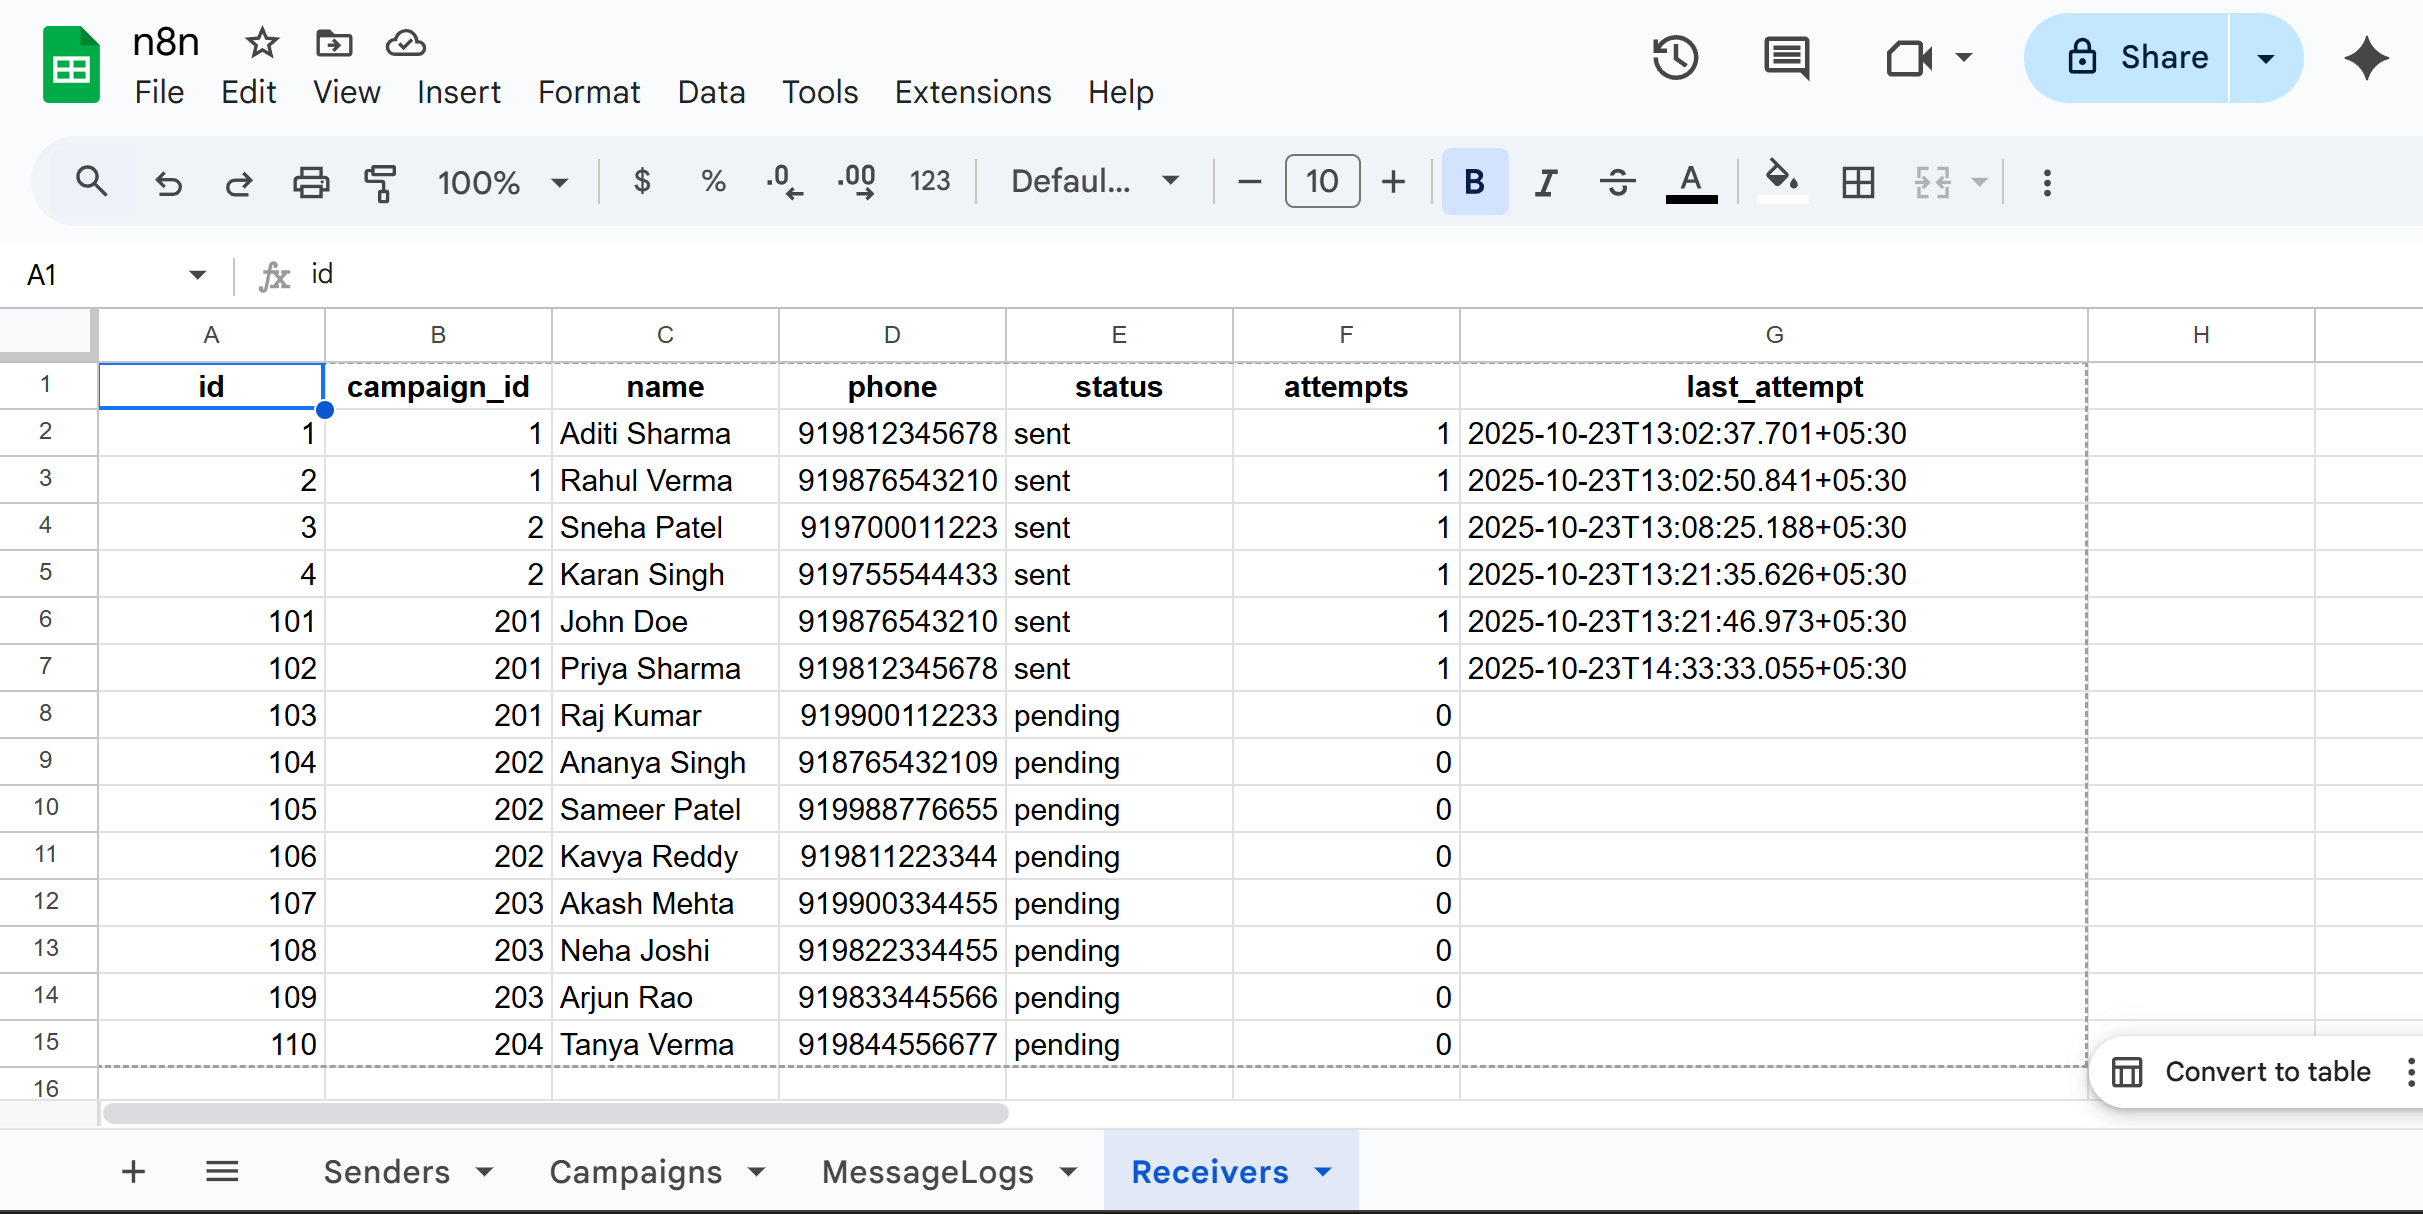 n8n
File Edit View Insert Format Data Tools Extensions Help
Share
100% $ % .0 .00 123 Defaul... 10 B I S A
A1 fx id
A B C D E F G H
1 id campaign_id name phone status attempts last_attempt
2 1 1 Aditi Sharma 919812345678 sent 1 2025-10-23T13:02:37.701+05:30
3 2 1 Rahul Verma 919876543210 sent 1 2025-10-23T13:02:50.841+05:30
4 3 2 Sneha Patel 919700011223 sent 1 2025-10-23T13:08:25.188+05:30
5 4 2 Karan Singh 919755544433 sent 1 2025-10-23T13:21:35.626+05:30
6 101 201 John Doe 919876543210 sent 1 2025-10-23T13:21:46.973+05:30
7 102 201 Priya Sharma 919812345678 sent 1 2025-10-23T14:33:33.055+05:30
8 103 201 Raj Kumar 919900112233 pending 0
9 104 202 Ananya Singh 918765432109 pending 0
10 105 202 Sameer Patel 919988776655 pending 0
11 106 202 Kavya Reddy 919811223344 pending 0
12 107 203 Akash Mehta 919900334455 pending 0
13 108 203 Neha Joshi 919822334455 pending 0
14 109 203 Arjun Rao 919833445566 pending 0
15 110 204 Tanya Verma 919844556677 pending 0
16
Convert to table
Senders Campaigns MessageLogs Receivers